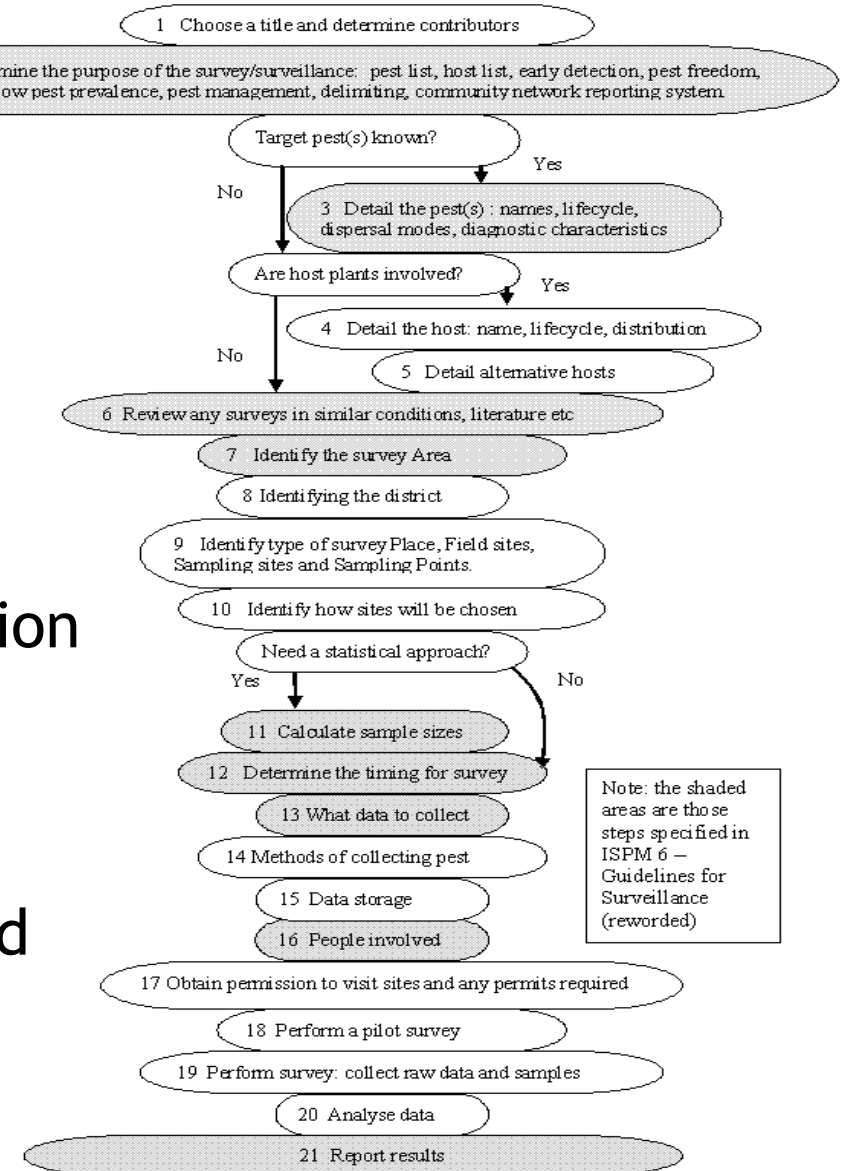 1 Choose a title and determine contributors
mine the purpose of the survey/surveillance: pest list, host list, early detection, pest freedom,
ow pest prevalence, pest management, delimiting, community network reporting system
Target pest(s) known?
Yes
No
3 Detail the pest(s) : names, lifecycle,
dispersal modes, diagnostic characteristics
Are host plants involved?
Yes
4 Detail the host: name, lifecycle, distribution
No
5 Detail alternative hosts
6 Review any surveys in similar conditions, literature etc
7 Identify the survey Area
8 Identifying the district
9 Identify type of survey Place, Field sites,
Sampling sites and Sampling Points.
10 Identify how sites will be chosen
ion
Need a statistical approach?
Yes
No
11 Calculate sample sizes
12 Determine the timing for survey
13 What data to collect
Note: the shaded
areas are those
steps specified in
ISPM 6 –
Guidelines for
Surveillance
(reworded)
14 Methods of collecting pest
15 Data storage
d
16 People involved
17 Obtain permission to visit sites and any permits required
18 Perform a pilot survey
19 Perform survey: collect raw data and samples
20 Analyse data
21 Report results